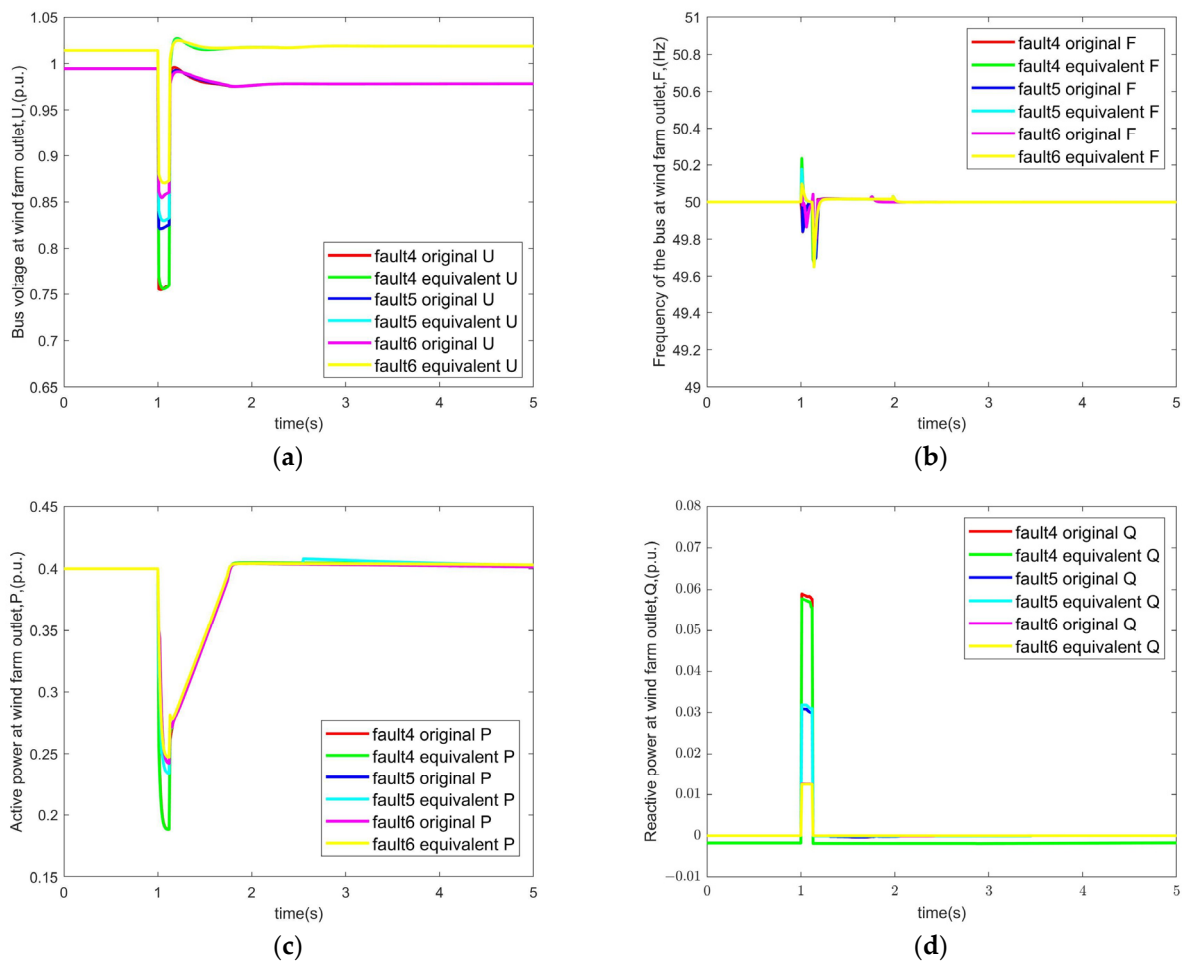 1.05
1
0.95
0.9
0.85
0.8
0.75
0.7
0.65
0 1 2 3 4 5
Bus voltage at wind farm outlet,U,(p.u.)
time(s)
fault4 original U
fault4 equivalent U
fault5 original U
fault5 equivalent U
fault6 original U
fault6 equivalent U
(a)
51
50.8
50.6
50.4
50.2
50
49.8
49.6
49.4
49.2
49
0 1 2 3 4 5
Frequency of the bus at wind farm outlet,F,(Hz)
time(s)
fault4 original F
fault4 equivalent F
fault5 original F
fault5 equivalent F
fault6 original F
fault6 equivalent F
(b)
0.45
0.4
0.35
0.3
0.25
0.2
0.15
0 1 2 3 4 5
Active power at wind farm outlet,P,(p.u.)
time(s)
fault4 original P
fault4 equivalent P
fault5 original P
fault5 equivalent P
fault6 original P
fault6 equivalent P
(c)
0.08
0.07
0.06
0.05
0.04
0.03
0.02
0.01
0
−0.01
0 1 2 3 4 5
Reactive power at wind farm outlet,Q,(p.u.)
time(s)
fault4 original Q
fault4 equivalent Q
fault5 original Q
fault5 equivalent Q
fault6 original Q
fault6 equivalent Q
(d)